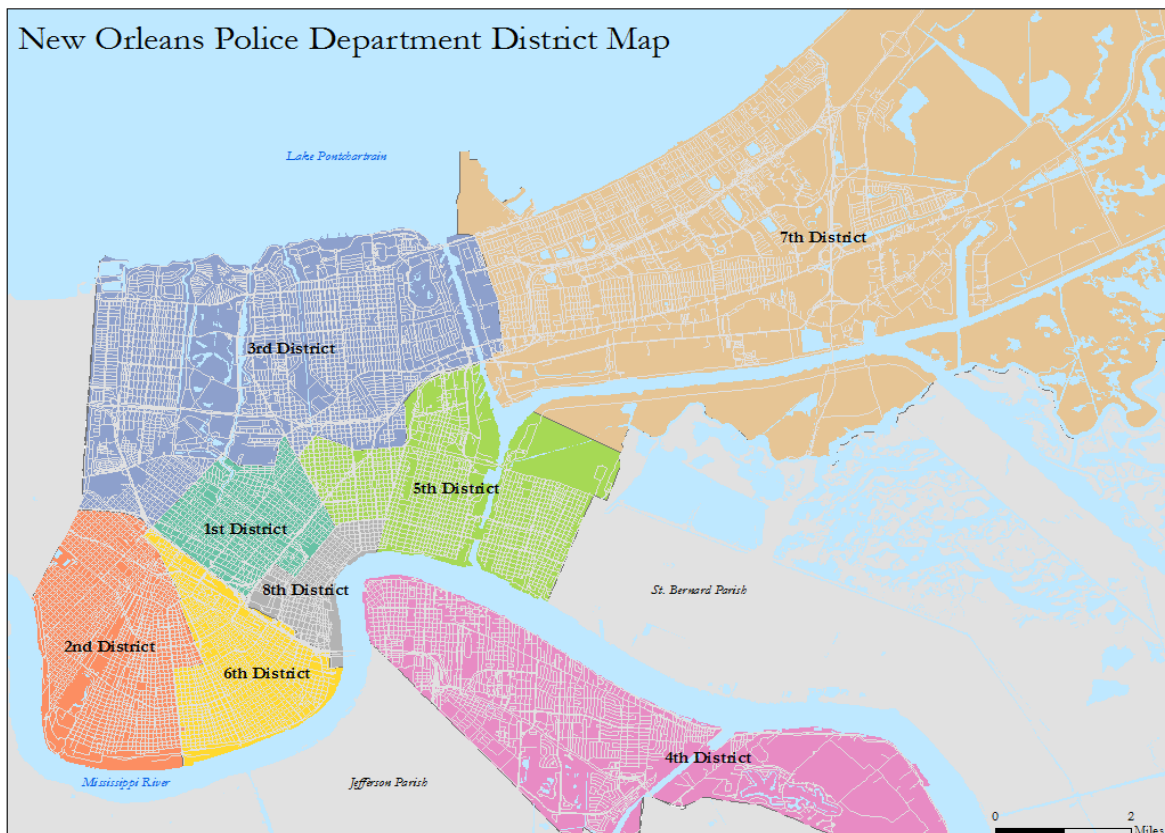 New Orleans Police Department District Map
Lake Pontchartrain
7th District
3rd District
5th District
1st District
8th District
St. Bernard Parish
2nd District
6th District
4th District
Mississippi River
Jefferson Parish
0 2
Miles